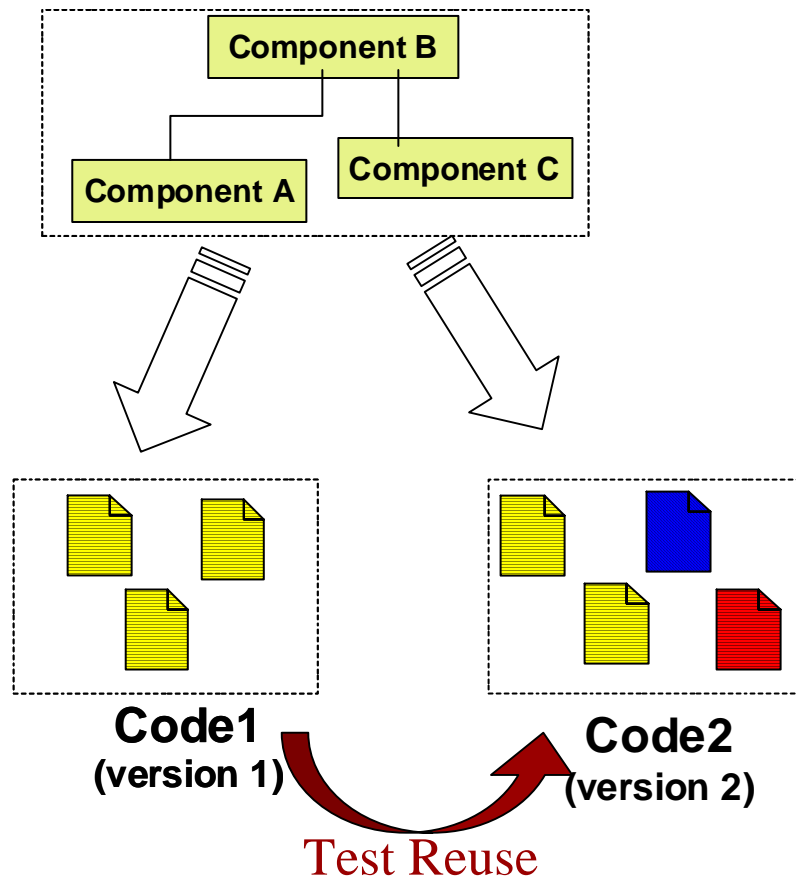 Component B
Component A
Component C
Code1
(version 1)
Code2
(version 2)
Test Reuse